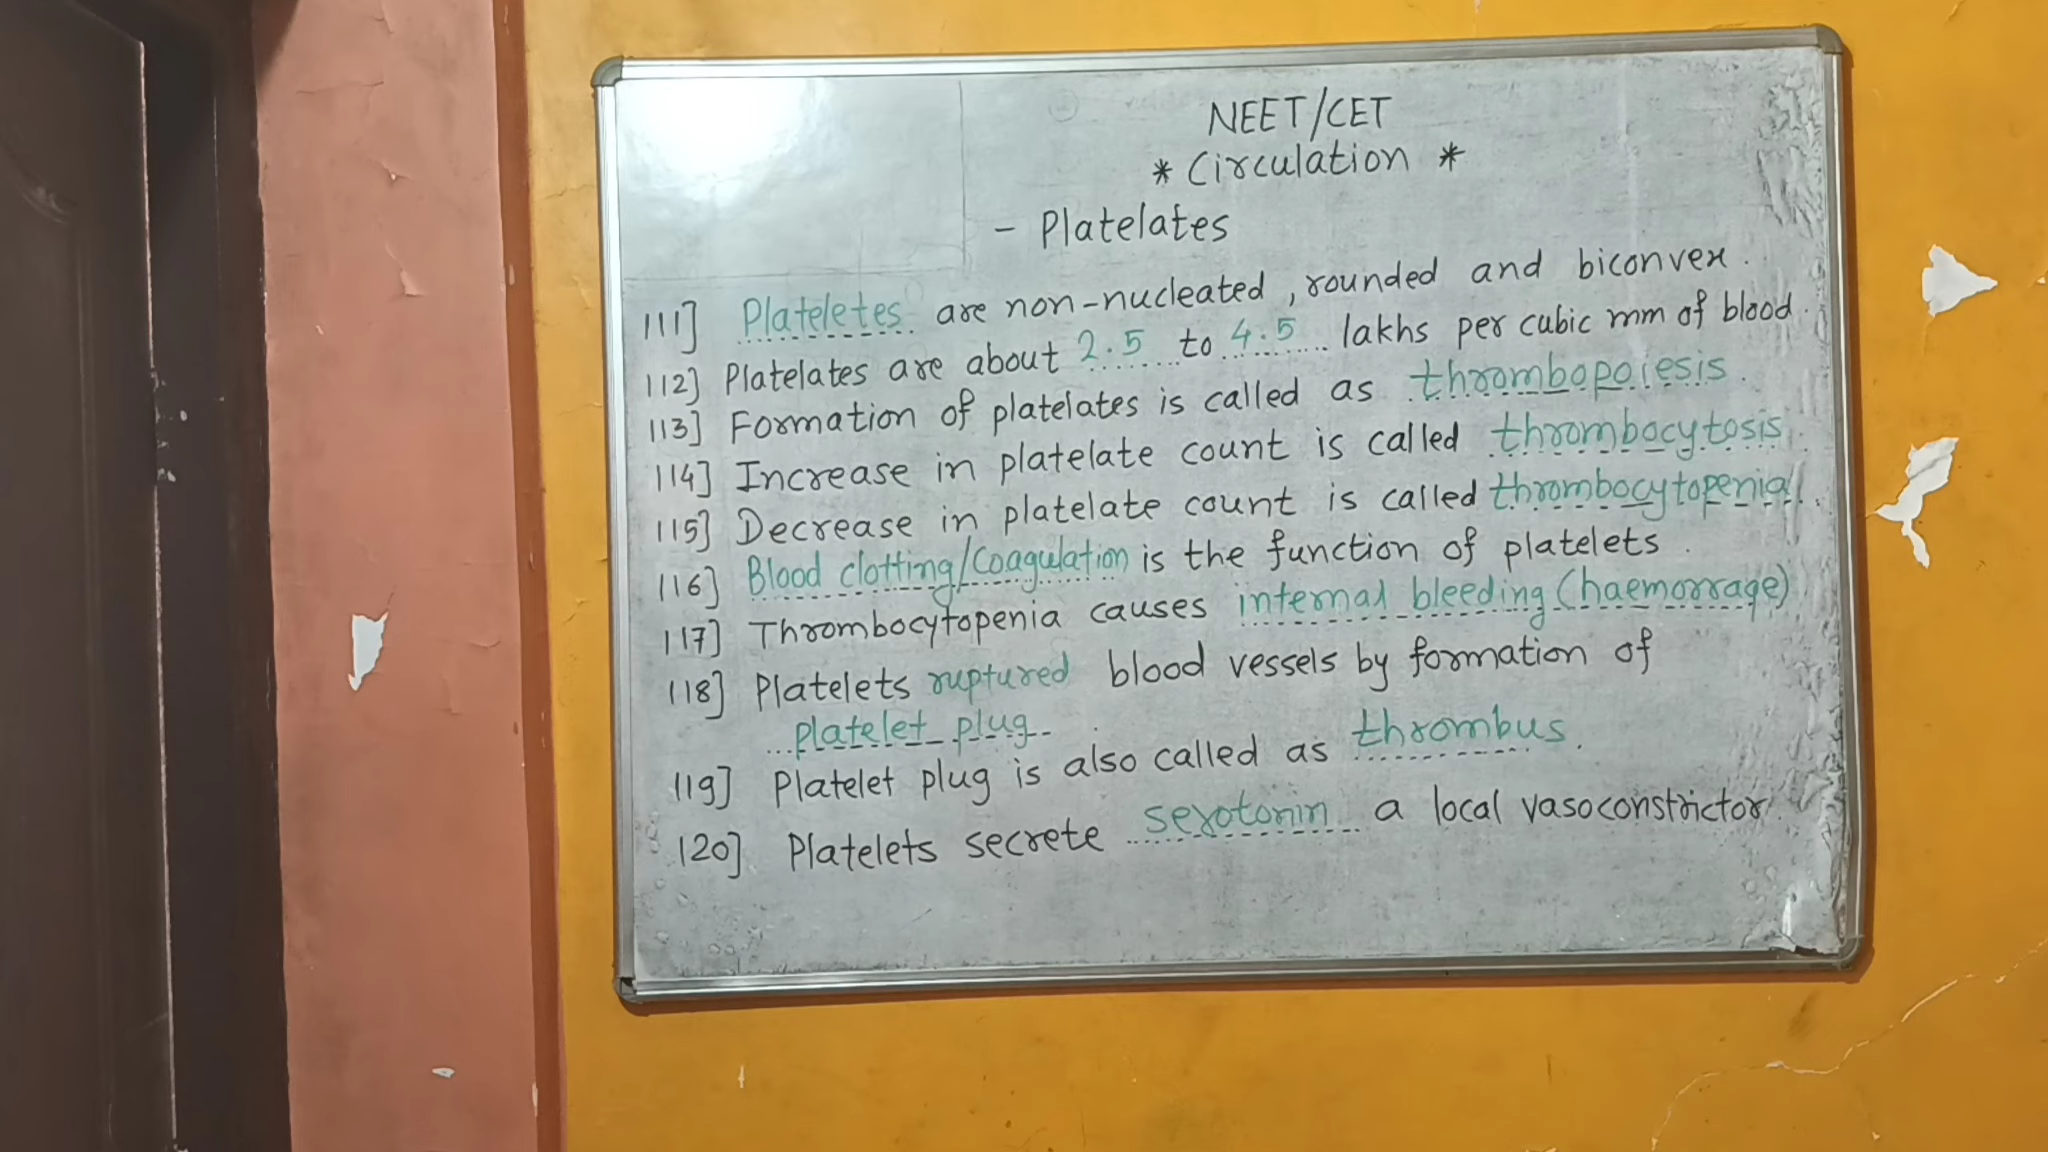 NEET/CET
* Circulation *
- Platelates
111] Plateletes are non-nucleated, rounded and biconvex.
112] Platelates are about 2.5 to 4.5 lakhs per cubic mm of blood.
113] Formation of platelates is called as thrombopoiesis.
114] Increase in platelate count is called thrombocytosis.
115] Decrease in platelate count is called thrombocytopenia.
116] Blood clotting/Coagulation is the function of platelets.
117] Thrombocytopenia causes internal bleeding (haemorrage)
118] Platelets ruptured blood vessels by formation of
platelet plug.
119] Platelet plug is also called as thrombus.
120] Platelets secrete serotonin a local vasoconstrictor.